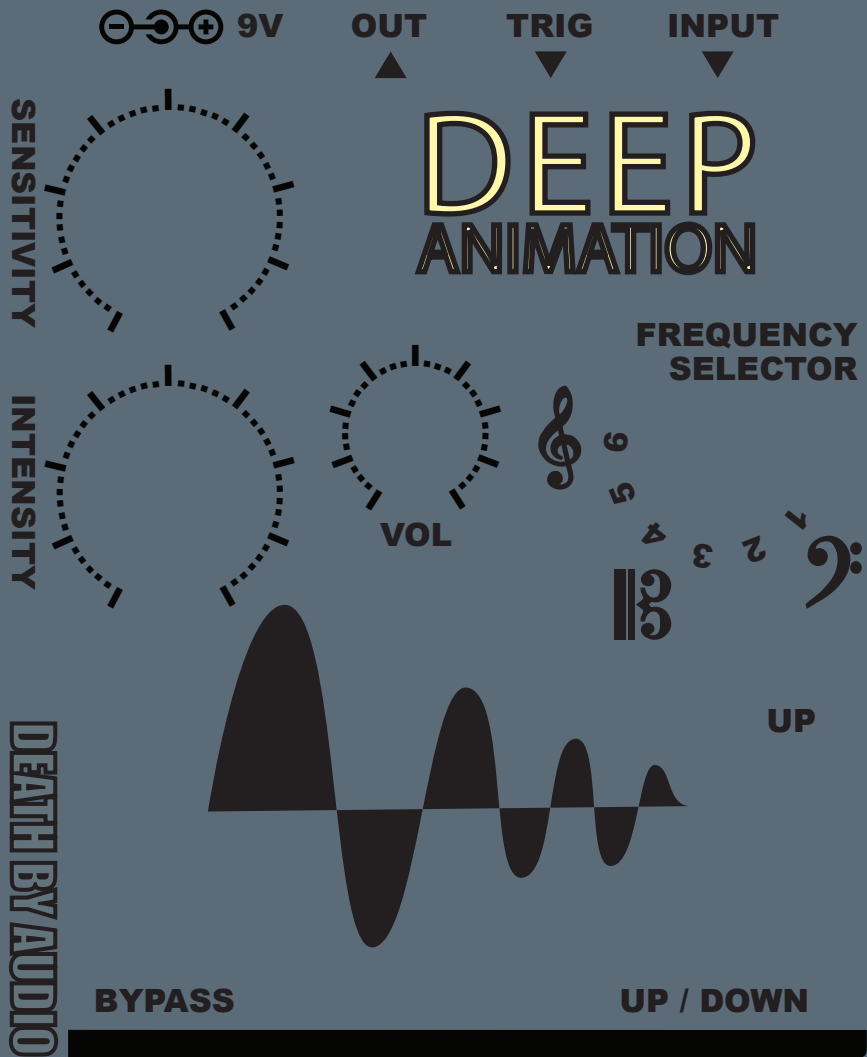 9V
OUT
TRIG
INPUT
SENSITIVITY
DEEP
ANIMATION
FREQUENCY
SELECTOR
INTENSITY
VOL
6
5
4
3
2
1
UP
DEATH BY AUDIO
BYPASS
UP / DOWN